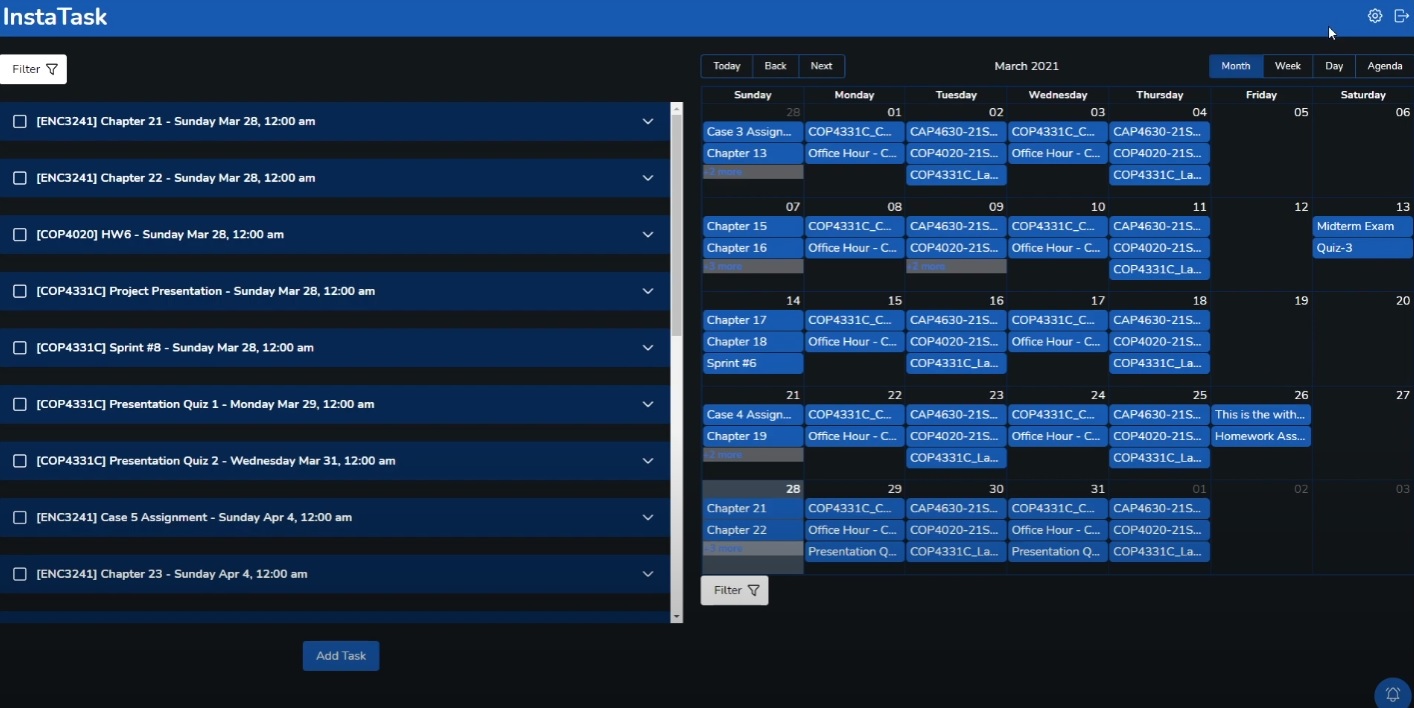 InstaTask
Filter
[ENC3241] Chapter 21 - Sunday Mar 28, 12:00 am
[ENC3241] Chapter 22 - Sunday Mar 28, 12:00 am
[COP4020] HW6 - Sunday Mar 28, 12:00 am
[COP4331C] Project Presentation - Sunday Mar 28, 12:00 am
[COP4331C] Sprint #8 - Sunday Mar 28, 12:00 am
[COP4331C] Presentation Quiz 1 - Monday Mar 29, 12:00 am
[COP4331C] Presentation Quiz 2 - Wednesday Mar 31, 12:00 am
[ENC3241] Case 5 Assignment - Sunday Apr 4, 12:00 am
[ENC3241] Chapter 23 - Sunday Apr 4, 12:00 am
Add Task
Today Back Next March 2021 Month Week Day Agenda
Sunday Monday Tuesday Wednesday Thursday Friday Saturday
28 01 02 03 04 05 06
Case 3 Assign... COP4331C_C... CAP4630-21S... COP4331C_C... CAP4630-21S...
Chapter 13 Office Hour - C... COP4020-21S... Office Hour - C... COP4020-21S...
+2 more COP4331C_La... COP4331C_La...
07 08 09 10 11 12 13
Chapter 15 COP4331C_C... CAP4630-21S... COP4331C_C... CAP4630-21S... Midterm Exam
Chapter 16 Office Hour - C... COP4020-21S... Office Hour - C... COP4020-21S... Quiz-3
+3 more +2 more COP4331C_La...
14 15 16 17 18 19 20
Chapter 17 COP4331C_C... CAP4630-21S... COP4331C_C... CAP4630-21S...
Chapter 18 Office Hour - C... COP4020-21S... Office Hour - C... COP4020-21S...
Sprint #6 COP4331C_La... COP4331C_La...
21 22 23 24 25 26 27
Case 4 Assign... COP4331C_C... CAP4630-21S... COP4331C_C... CAP4630-21S... This is the with...
Chapter 19 Office Hour - C... COP4020-21S... Office Hour - C... COP4020-21S... Homework Ass...
+2 more COP4331C_La... COP4331C_La...
28 29 30 31 01 02 03
Chapter 21 COP4331C_C... CAP4630-21S... COP4331C_C... CAP4630-21S...
Chapter 22 Office Hour - C... COP4020-21S... Office Hour - C... COP4020-21S...
+3 more Presentation Q... COP4331C_La... Presentation Q... COP4331C_La...
Filter